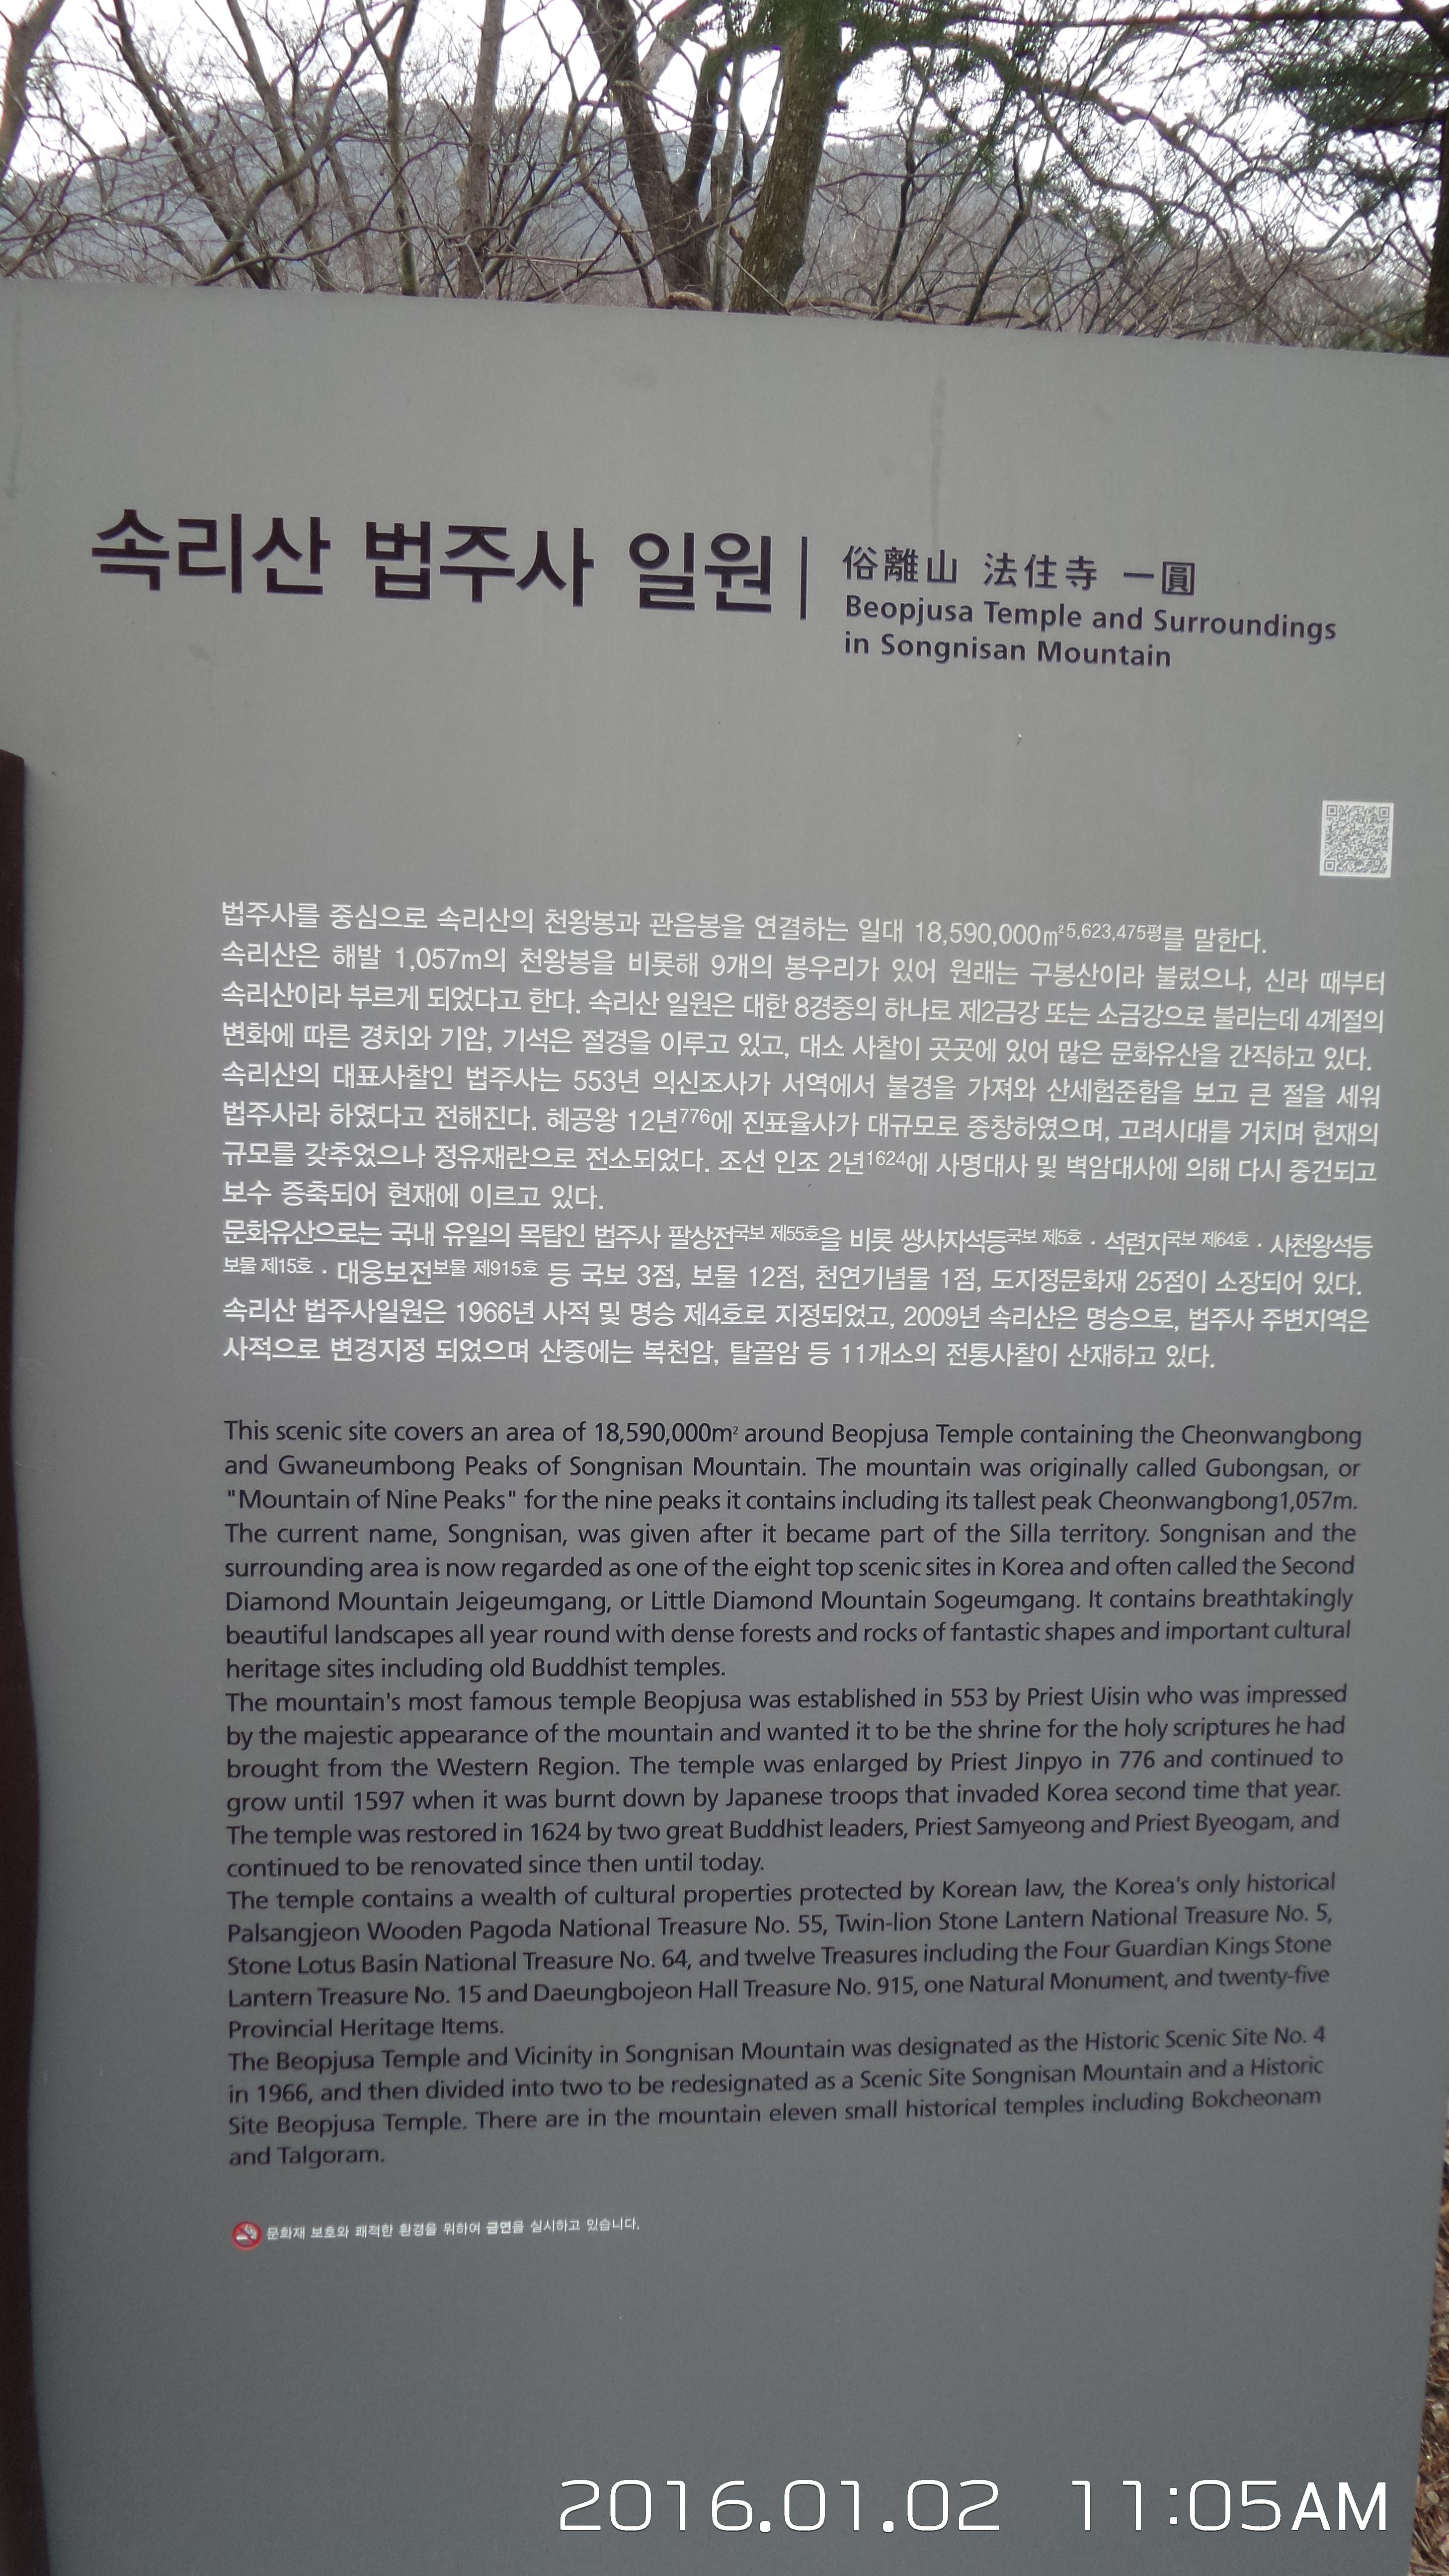 속리산 법주사 일원
俗離山 法住寺 一圓
Beopjusa Temple and Surroundings
in Songnisan Mountain
법주사를 중심으로 속리산의 천왕봉과 관음봉을 연결하는 일대 18,590,000㎡5,623,475평를 말한다.
속리산은 해발 1,057m의 천왕봉을 비롯해 9개의 봉우리가 있어 원래는 구봉산이라 불렀으나, 신라 때부터
속리산이라 부르게 되었다고 한다. 속리산 일원은 대한 8경중의 하나로 제2금강 또는 소금강으로 불리는데 4계절의
변화에 따른 경치와 기암, 기석은 절경을 이루고 있고, 대소 사찰이 곳곳에 있어 많은 문화유산을 간직하고 있다.
속리산의 대표사찰인 법주사는 553년 의신조사가 서역에서 불경을 가져와 산세험준함을 보고 큰 절을 세워
법주사라 하였다고 전해진다. 혜공왕 12년776에 진표율사가 대규모로 중창하였으며, 고려시대를 거치며 현재의
규모를 갖추었으나 정유재란으로 전소되었다. 조선 인조 2년1624에 사명대사 및 벽암대사에 의해 다시 중건되고
보수 증축되어 현재에 이르고 있다.
문화유산으로는 국내 유일의 목탑인 법주사 팔상전국보 제55호을 비롯 쌍사자석등국보 제5호 · 석련지국보 제64호 · 사천왕석등
보물 제15호 · 대웅보전보물 제915호 등 국보 3점, 보물 12점, 천연기념물 1점, 도지정문화재 25점이 소장되어 있다.
속리산 법주사일원은 1966년 사적 및 명승 제4호로 지정되었고, 2009년 속리산은 명승으로, 법주사 주변지역은
사적으로 변경지정 되었으며 산중에는 복천암, 탈골암 등 11개소의 전통사찰이 산재하고 있다.
This scenic site covers an area of 18,590,000m² around Beopjusa Temple containing the Cheonwangbong
and Gwaneumbong Peaks of Songnisan Mountain. The mountain was originally called Gubongsan, or
"Mountain of Nine Peaks" for the nine peaks it contains including its tallest peak Cheonwangbong1,057m.
The current name, Songnisan, was given after it became part of the Silla territory. Songnisan and the
surrounding area is now regarded as one of the eight top scenic sites in Korea and often called the Second
Diamond Mountain Jeigeumgang, or Little Diamond Mountain Sogeumgang. It contains breathtakingly
beautiful landscapes all year round with dense forests and rocks of fantastic shapes and important cultural
heritage sites including old Buddhist temples.
The mountain's most famous temple Beopjusa was established in 553 by Priest Uisin who was impressed
by the majestic appearance of the mountain and wanted it to be the shrine for the holy scriptures he had
brought from the Western Region. The temple was enlarged by Priest Jinpyo in 776 and continued to
grow until 1597 when it was burnt down by Japanese troops that invaded Korea second time that year.
The temple was restored in 1624 by two great Buddhist leaders, Priest Samyeong and Priest Byeogam, and
continued to be renovated since then until today.
The temple contains a wealth of cultural properties protected by Korean law, the Korea's only historical
Palsangjeon Wooden Pagoda National Treasure No. 55, Twin-lion Stone Lantern National Treasure No. 5,
Stone Lotus Basin National Treasure No. 64, and twelve Treasures including the Four Guardian Kings Stone
Lantern Treasure No. 15 and Daeungbojeon Hall Treasure No. 915, one Natural Monument, and twenty-five
Provincial Heritage Items.
The Beopjusa Temple and Vicinity in Songnisan Mountain was designated as the Historic Scenic Site No. 4
in 1966, and then divided into two to be redesignated as a Scenic Site Songnisan Mountain and a Historic
Site Beopjusa Temple. There are in the mountain eleven small historical temples including Bokcheonam
and Talgoram.
문화재 보호와 쾌적한 환경을 위하여 금연을 실시하고 있습니다.
2016.01.02 11:05AM